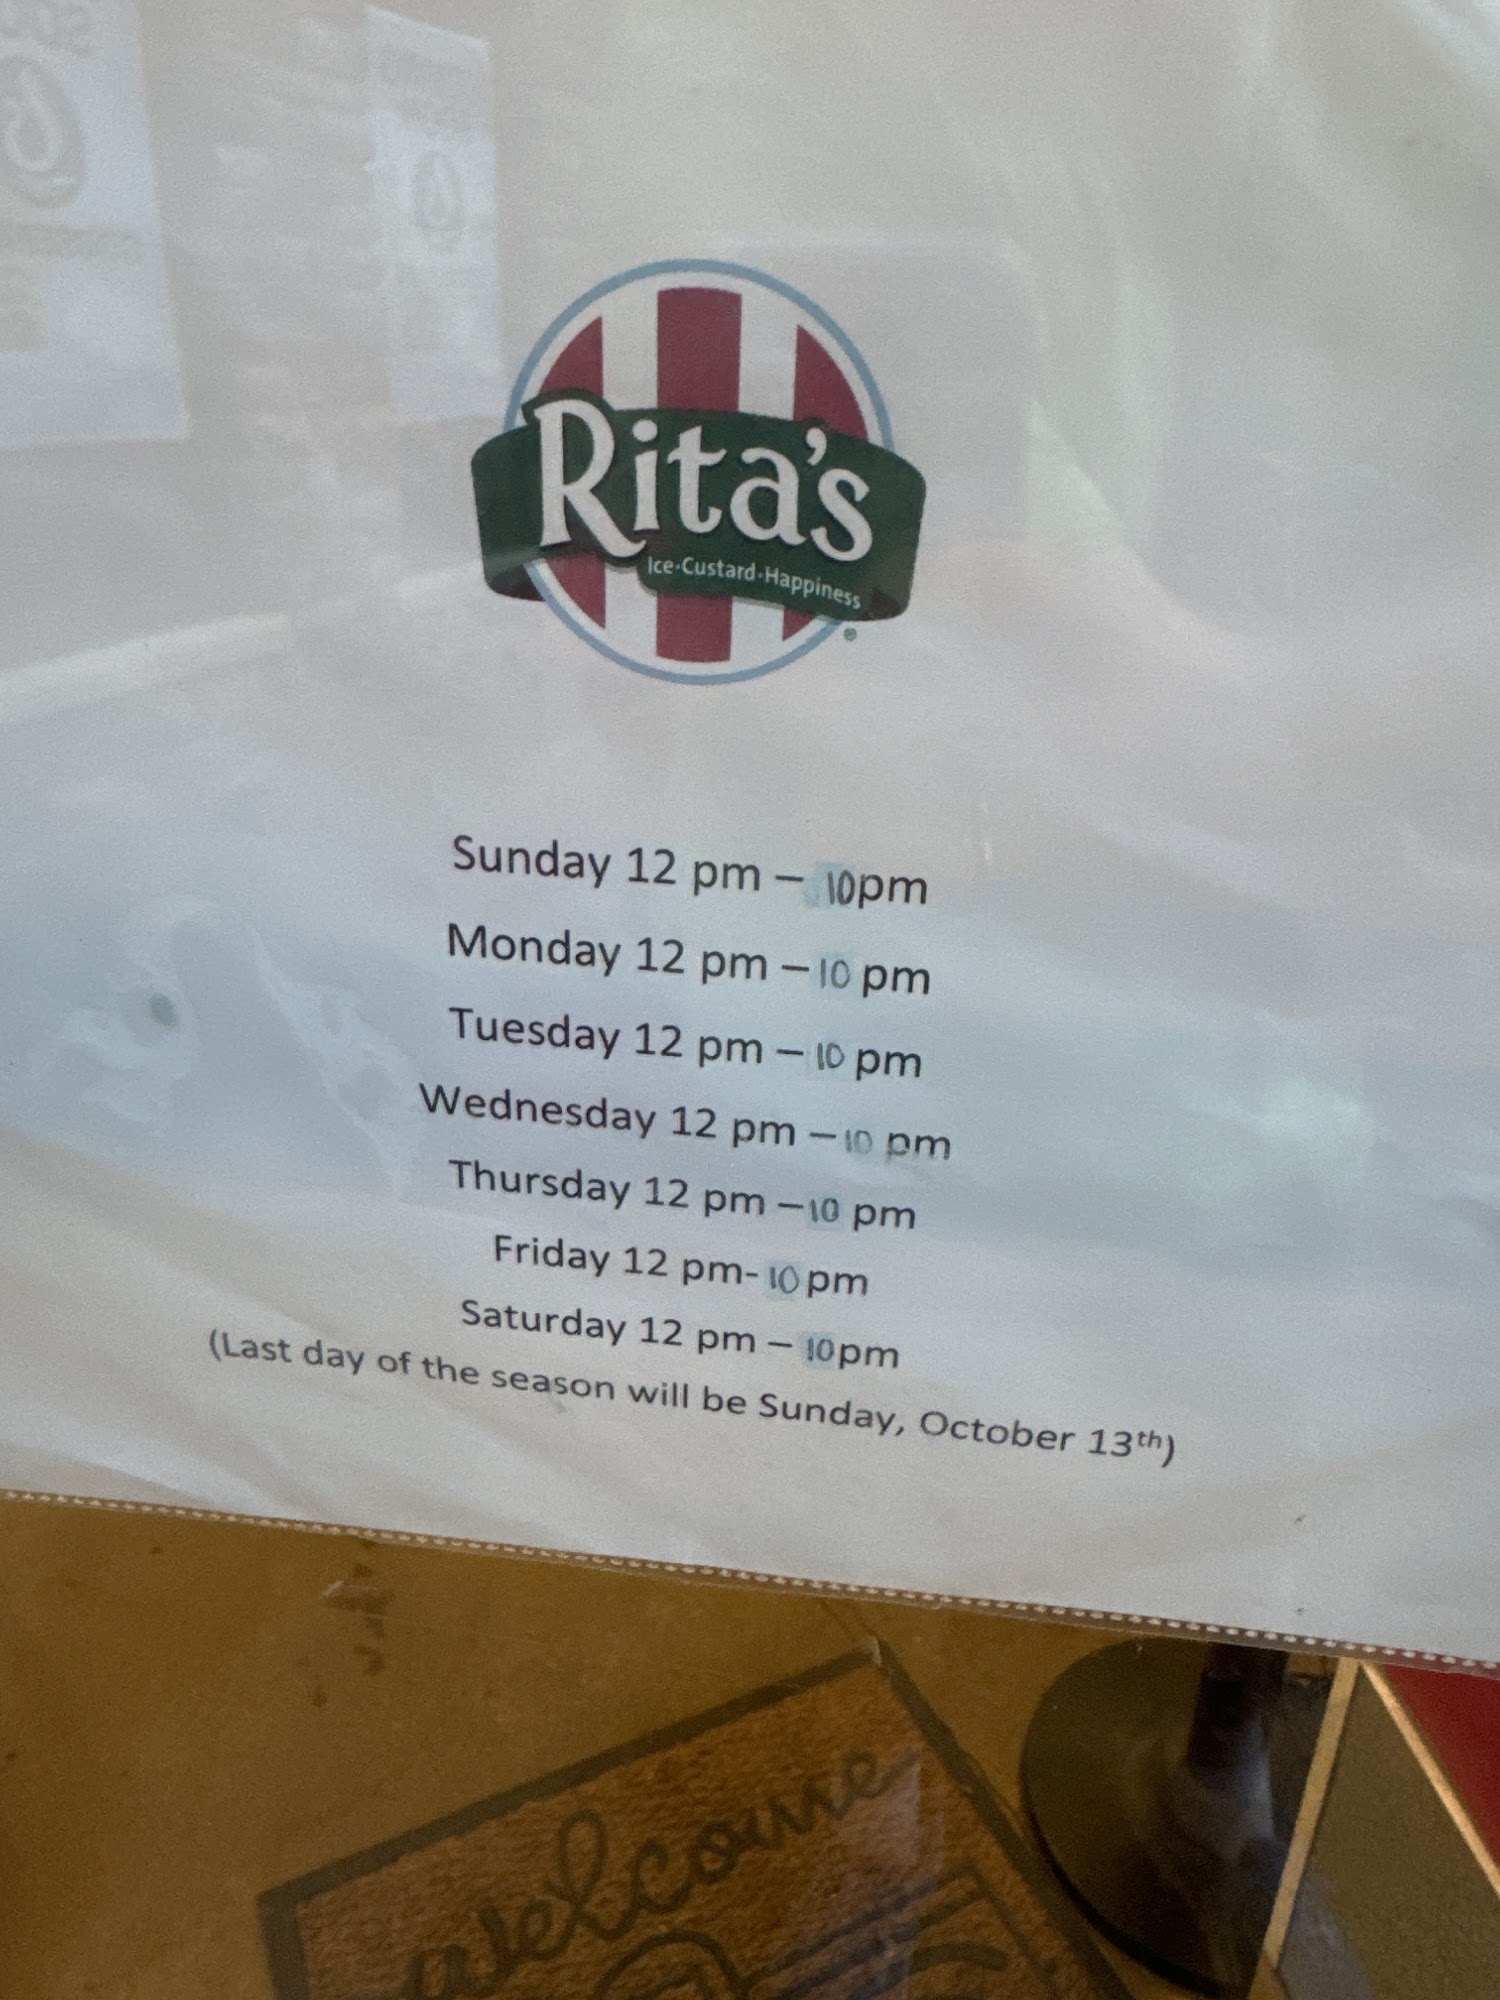 Rita's
Ice·Custard·Happiness
Sunday 12 pm – 10pm
Monday 12 pm – 10 pm
Tuesday 12 pm – 10 pm
Wednesday 12 pm – 10 pm
Thursday 12 pm – 10 pm
Friday 12 pm- 10 pm
Saturday 12 pm – 10pm
(Last day of the season will be Sunday, October 13th)
welcome